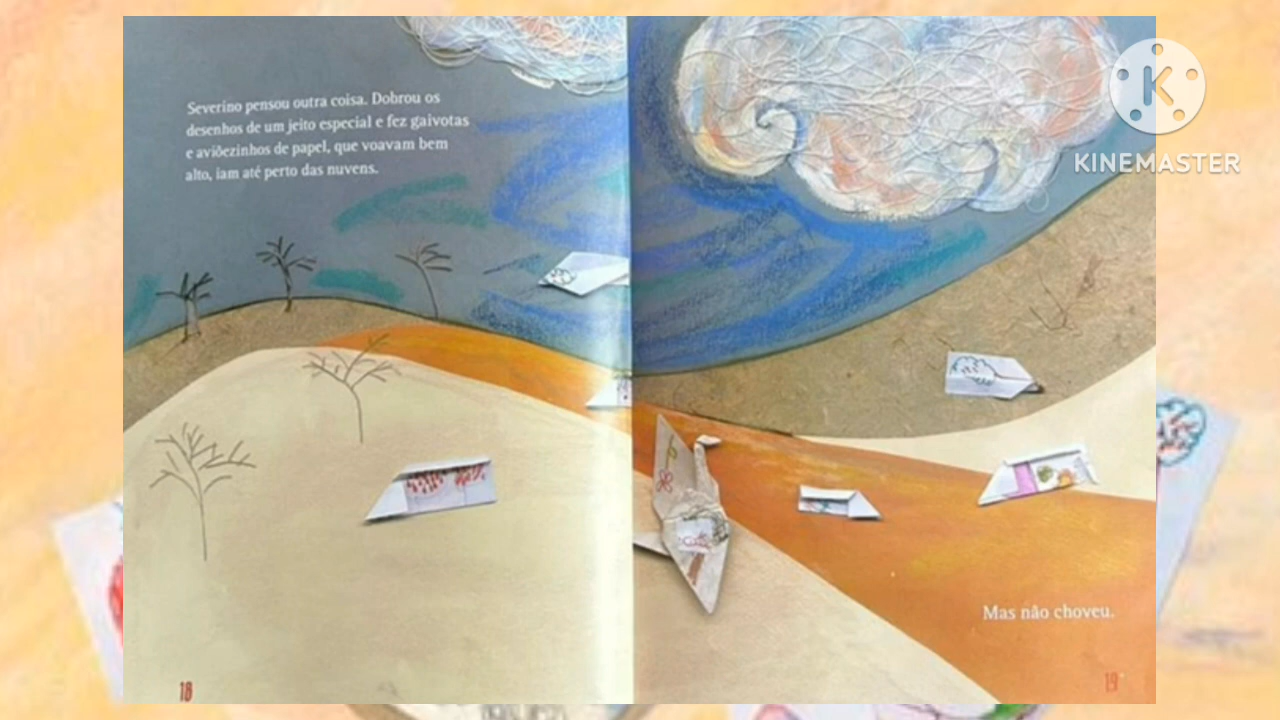 Severino pensou outra coisa. Dobrou os
desenhos de um jeito especial e fez gaivotas
e aviõezinhos de papel, que voavam bem
alto, iam até perto das nuvens.
K
KINEMASTER
Mas não choveu.
18
19